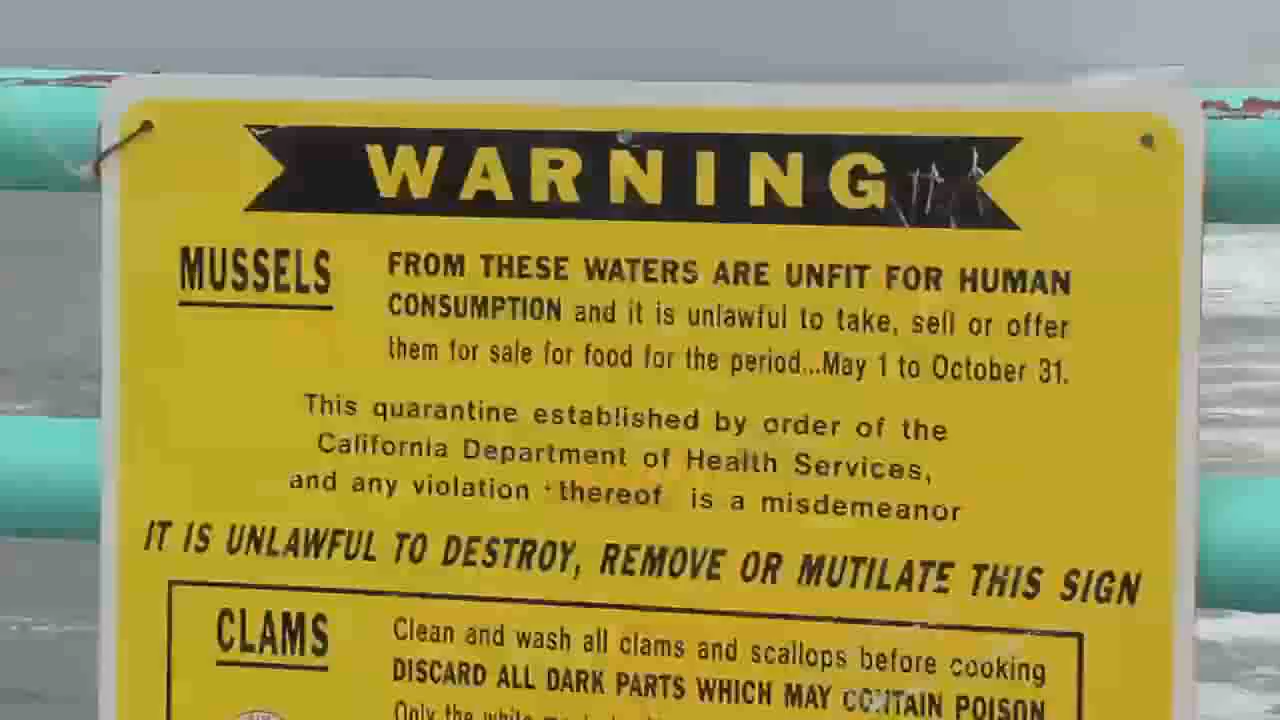 WARNING
MUSSELS
FROM THESE WATERS ARE UNFIT FOR HUMAN
CONSUMPTION and it is unlawful to take, sell or offer
them for sale for food for the period...May 1 to October 31.
This quarantine established by order of the
California Department of Health Services,
and any violation thereof is a misdemeanor
IT IS UNLAWFUL TO DESTROY, REMOVE OR MUTILATE THIS SIGN
CLAMS
Clean and wash all clams and scallops before cooking
DISCARD ALL DARK PARTS WHICH MAY CONTAIN POISON
Only the white